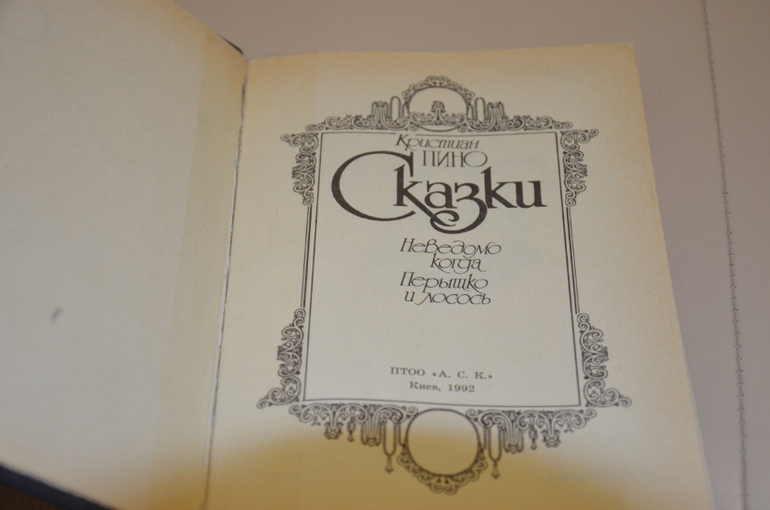 Кристиан
ПИНО
Сказки
Неведомо
когда
Перышко
и лосось
ПТОО «А. С. К.»
Киев, 1992